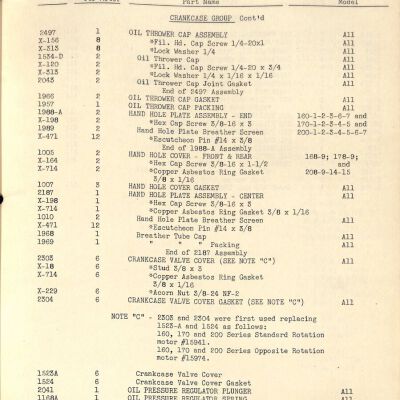 Part Name Model
CRANKCASE GROUP Cont'd
2497 1 OIL THROWER CAP ASSEMBLY All
X-156 8 *Fil. Hd. Cap Screw 1/4-20x1 All
X-313 8 *Lock Washer 1/4 All
1534-D 2 Oil Thrower Cap All
X-120 2 *Fil. Hd. Cap Screw 1/4-20 x 3/4 All
X-313 2 *Lock Washer 1/4 x 1/16 x 1/16 All
2043 2 Oil Thrower Cap Joint Gasket All
End of 2497 Assembly
1966 2 OIL THROWER CAP GASKET All
1957 1 OIL THROWER CAP PACKING All
1988-A 2 HAND HOLE PLATE ASSEMBLY - END 160-1-2-3-6-7 and
X-198 2 *Hex Cap Screw 3/8-16 x 3 170-1-2-3-4-5 and
1989 2 Hand Hole Plate Breather Screen 200-1-2-3-4-5-6-7
X-471 12 *Escutcheon Pin #14 x 3/8
End of 1988-A Assembly
1005 2 HAND HOLE COVER - FRONT & REAR 168-9; 178-9;
X-164 2 *Hex Cap Screw 3/8-16 x 1-1/2 and
X-714 2 *Copper Asbestos Ring Gasket 208-9-14-15
3/8 x 1/16
1007 3 HAND HOLE COVER GASKET All
2187 1 HAND HOLE PLATE ASSEMBLY - CENTER All
X-198 1 *Hex Cap Screw 3/8-16 x 3
X-714 1 *Copper Asbestos Ring Gasket 3/8 x 1/16
1010 2 Hand Hole Plate Breather Screen All
X-471 12 *Escutcheon Pin #14 x 3/8
1968 1 Breather Tube Cap All
1969 1 " " " Packing All
End of 2187 Assembly
2303 6 CRANKCASE VALVE COVER (SEE NOTE "C") All
X-18 6 *Stud 3/8 x 3
X-714 6 *Copper Asbestos Ring Gasket
3/8 x 1/16
X-229 6 *Acorn Nut 3/8-24 NF-2
2304 6 CRANKCASE VALVE COVER GASKET (SEE NOTE "C") All
NOTE "C" - 2303 and 2304 were first used replacing
1523-A and 1524 as follows:
160, 170 and 200 Series Standard Rotation
motor #15941.
160, 170 and 200 Series Opposite Rotation
motor #15974.
1523A 6 Crankcase Valve Cover
1524 6 Crankcase Valve Cover Gasket
2041 1 OIL PRESSURE REGULATOR PLUNGER All
1168A 1 OIL PRESSURE REGULATOR SPRING All